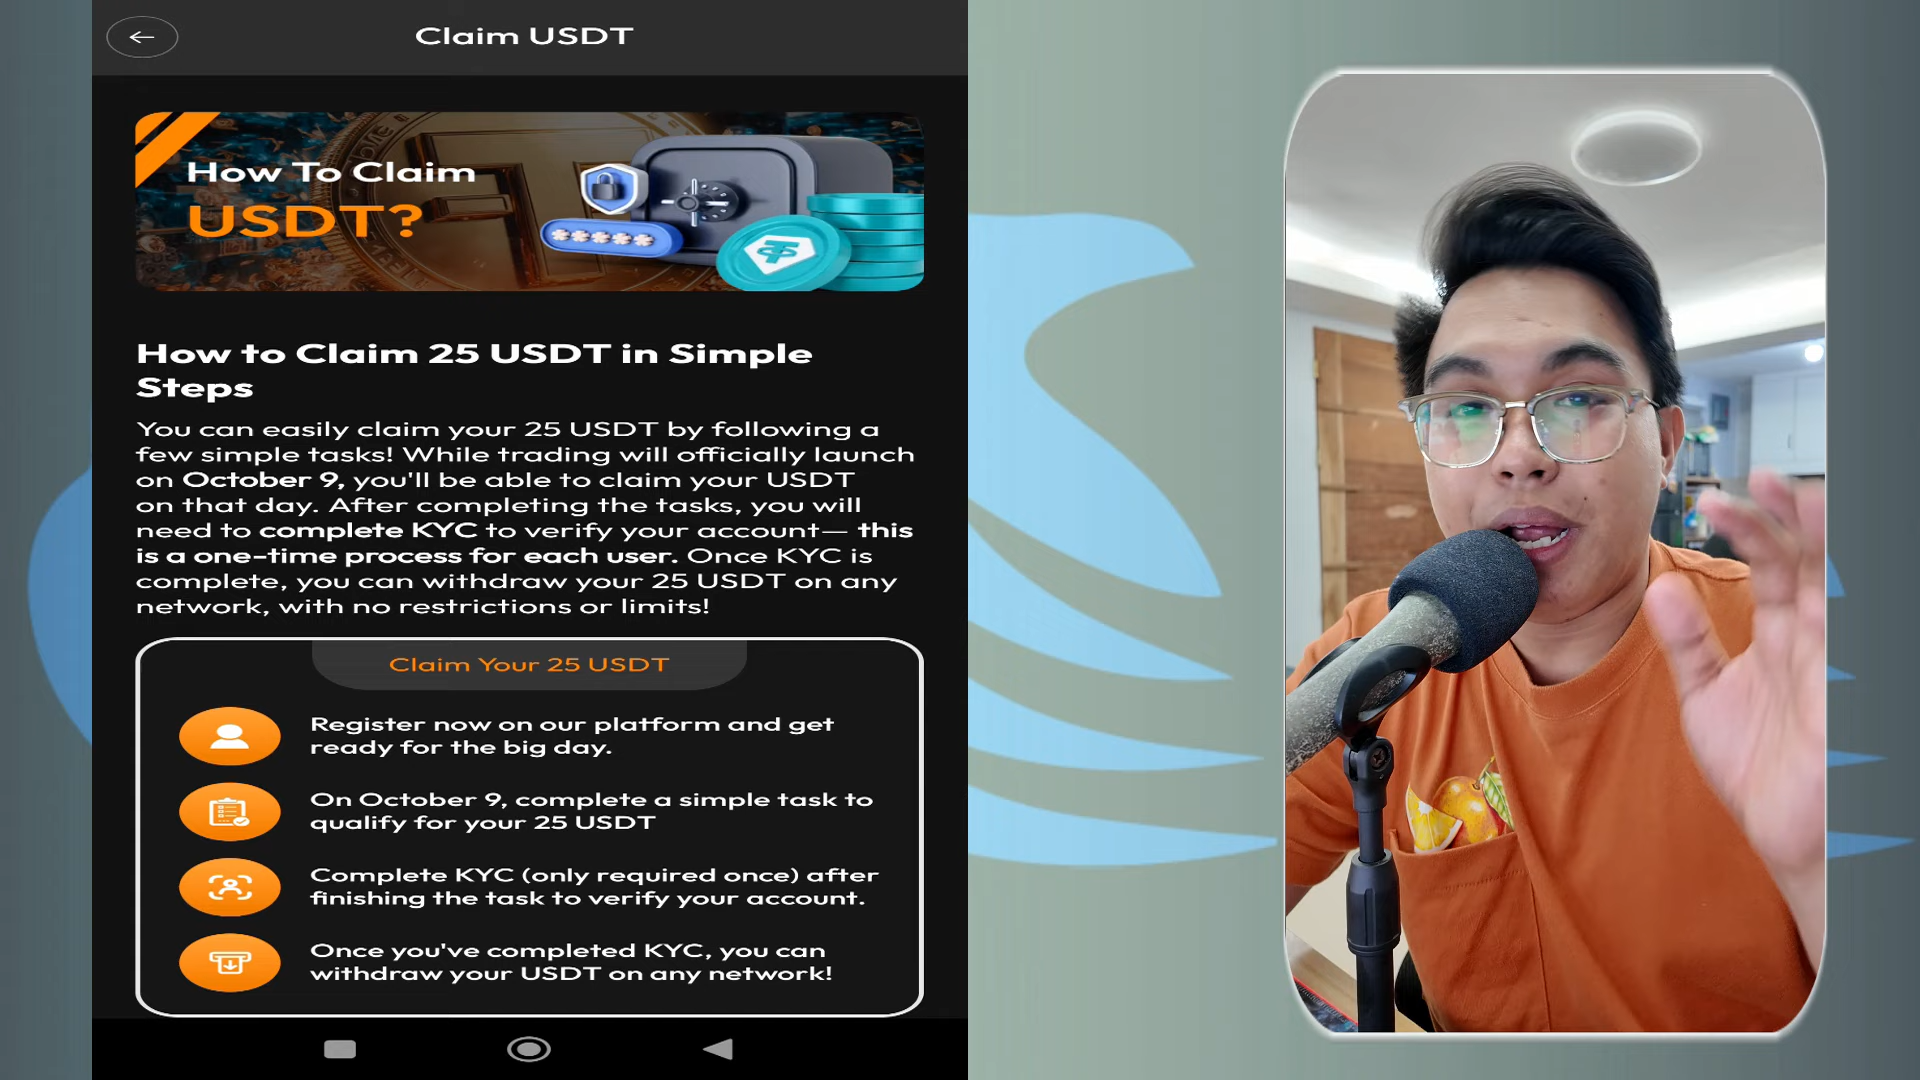 Claim USDT
How To Claim
USDT?
How to Claim 25 USDT in Simple
Steps
You can easily claim your 25 USDT by following a
few simple tasks! While trading will officially launch
on October 9, you'll be able to claim your USDT
on that day. After completing the tasks, you will
need to complete KYC to verify your account— this
is a one-time process for each user. Once KYC is
complete, you can withdraw your 25 USDT on any
network, with no restrictions or limits!
Claim Your 25 USDT
Register now on our platform and get
ready for the big day.
On October 9, complete a simple task to
qualify for your 25 USDT
Complete KYC (only required once) after
finishing the task to verify your account.
Once you've completed KYC, you can
withdraw your USDT on any network!